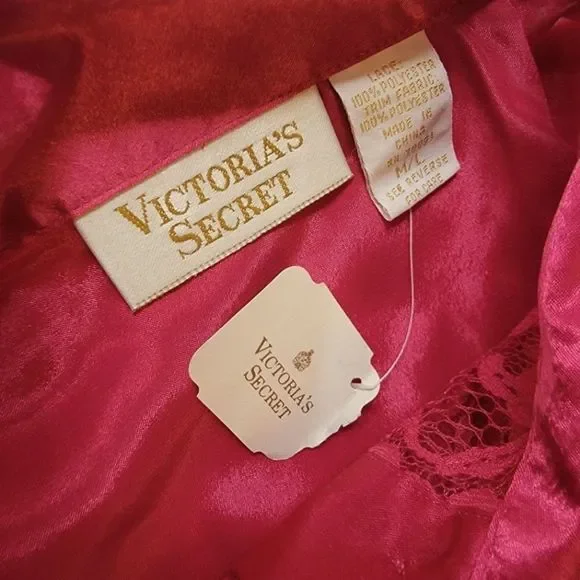 VICTORIA'S
SECRET
LACE:
100% POLYESTER
TRIM FABRIC:
100% POLYESTER
MADE IN
CHINA
M/L
SEE REVERSE
FOR CARE
VICTORIA'S
SECRET